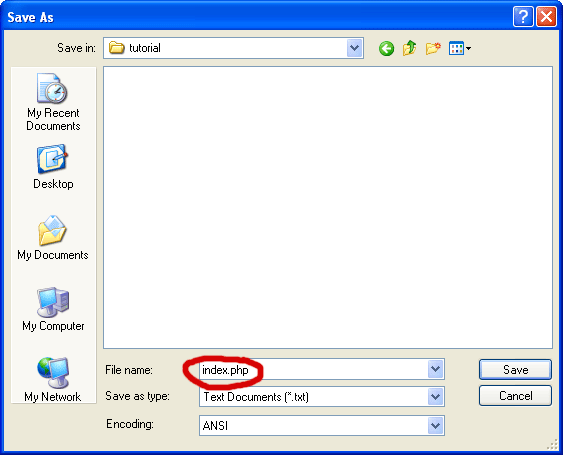 Save As
Save in:
tutorial
My Recent
Documents
Desktop
My Documents
My Computer
My Network
File name:
index.php
Save
Save as type:
Text Documents (*.txt)
Cancel
Encoding:
ANSI